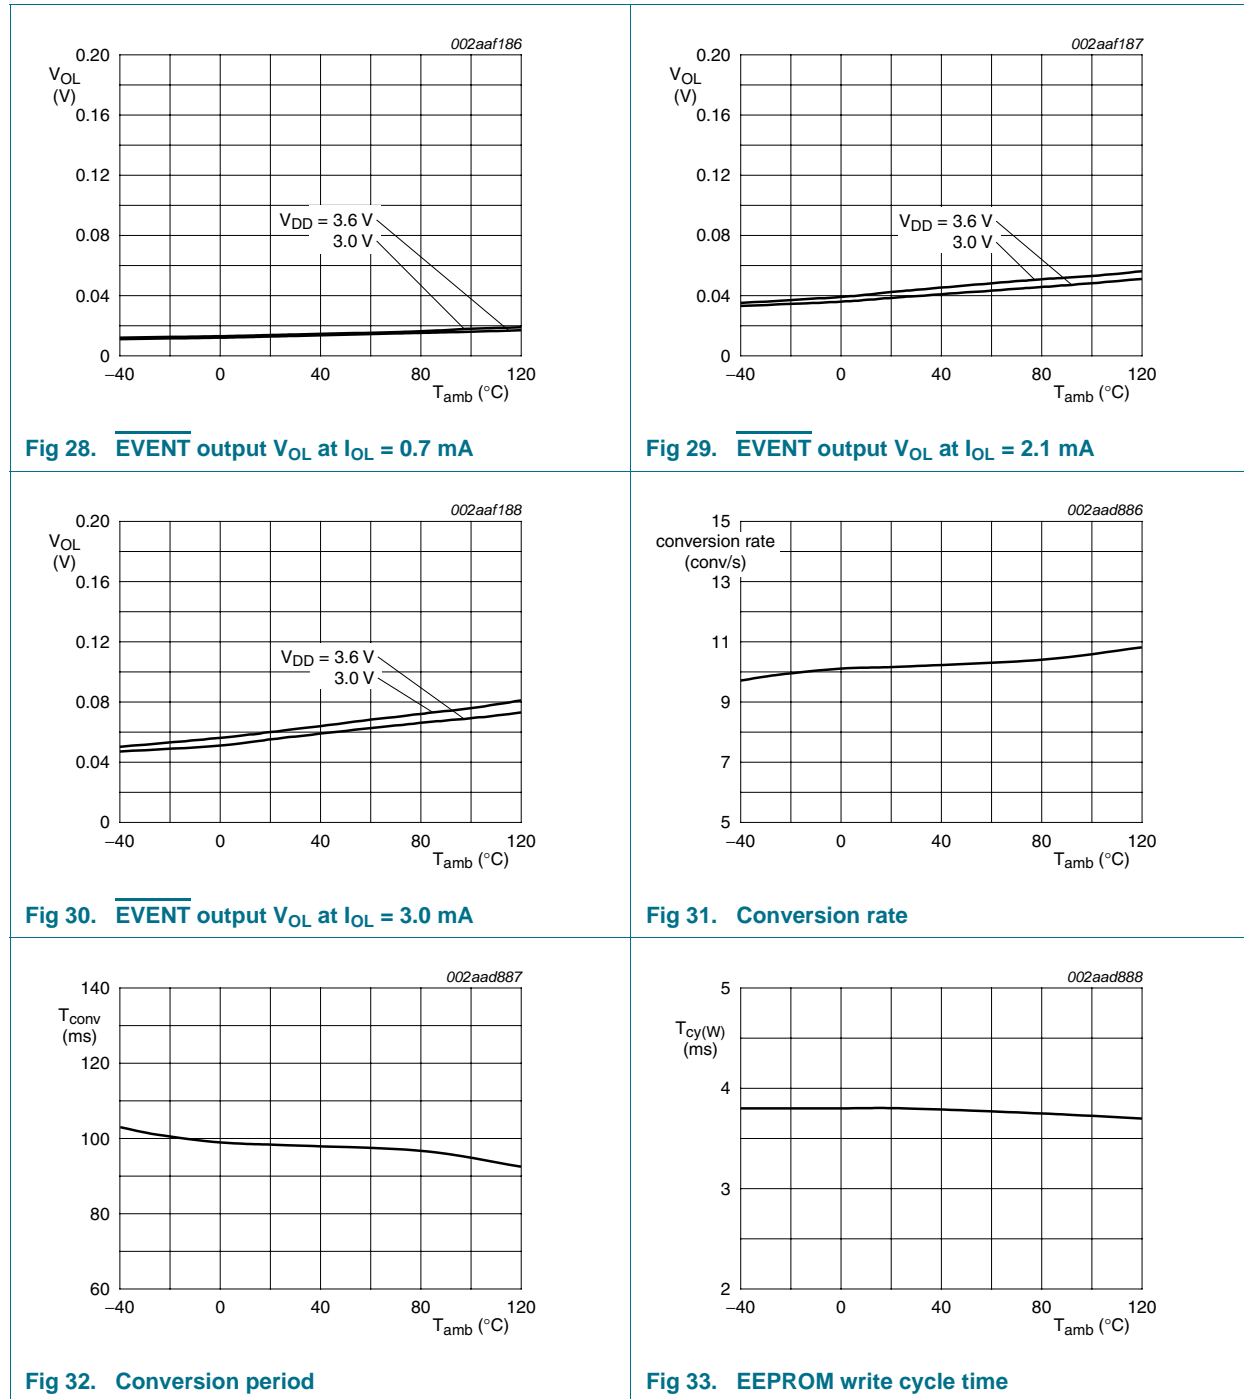 002aaf186
0.20
VOL
(V)
0.16
0.12
VDD = 3.6 V
0.08
3.0 V
0.04
0
−40 0 40 80 120
Tamb (°C)
Fig 28. EVENT output VOL at IOL = 0.7 mA
002aaf187
0.20
VOL
(V)
0.16
0.12
VDD = 3.6 V
0.08
3.0 V
0.04
0
−40 0 40 80 120
Tamb (°C)
Fig 29. EVENT output VOL at IOL = 2.1 mA
002aaf188
0.20
VOL
(V)
0.16
0.12
VDD = 3.6 V
3.0 V
0.08
0.04
0
−40 0 40 80 120
Tamb (°C)
Fig 30. EVENT output VOL at IOL = 3.0 mA
002aad886
15
conversion rate
(conv/s)
13
11
9
7
5
−40 0 40 80 120
Tamb (°C)
Fig 31. Conversion rate
002aad887
140
Tconv
(ms)
120
100
80
60
−40 0 40 80 120
Tamb (°C)
Fig 32. Conversion period
002aad888
5
Tcy(W)
(ms)
4
3
2
−40 0 40 80 120
Tamb (°C)
Fig 33. EEPROM write cycle time